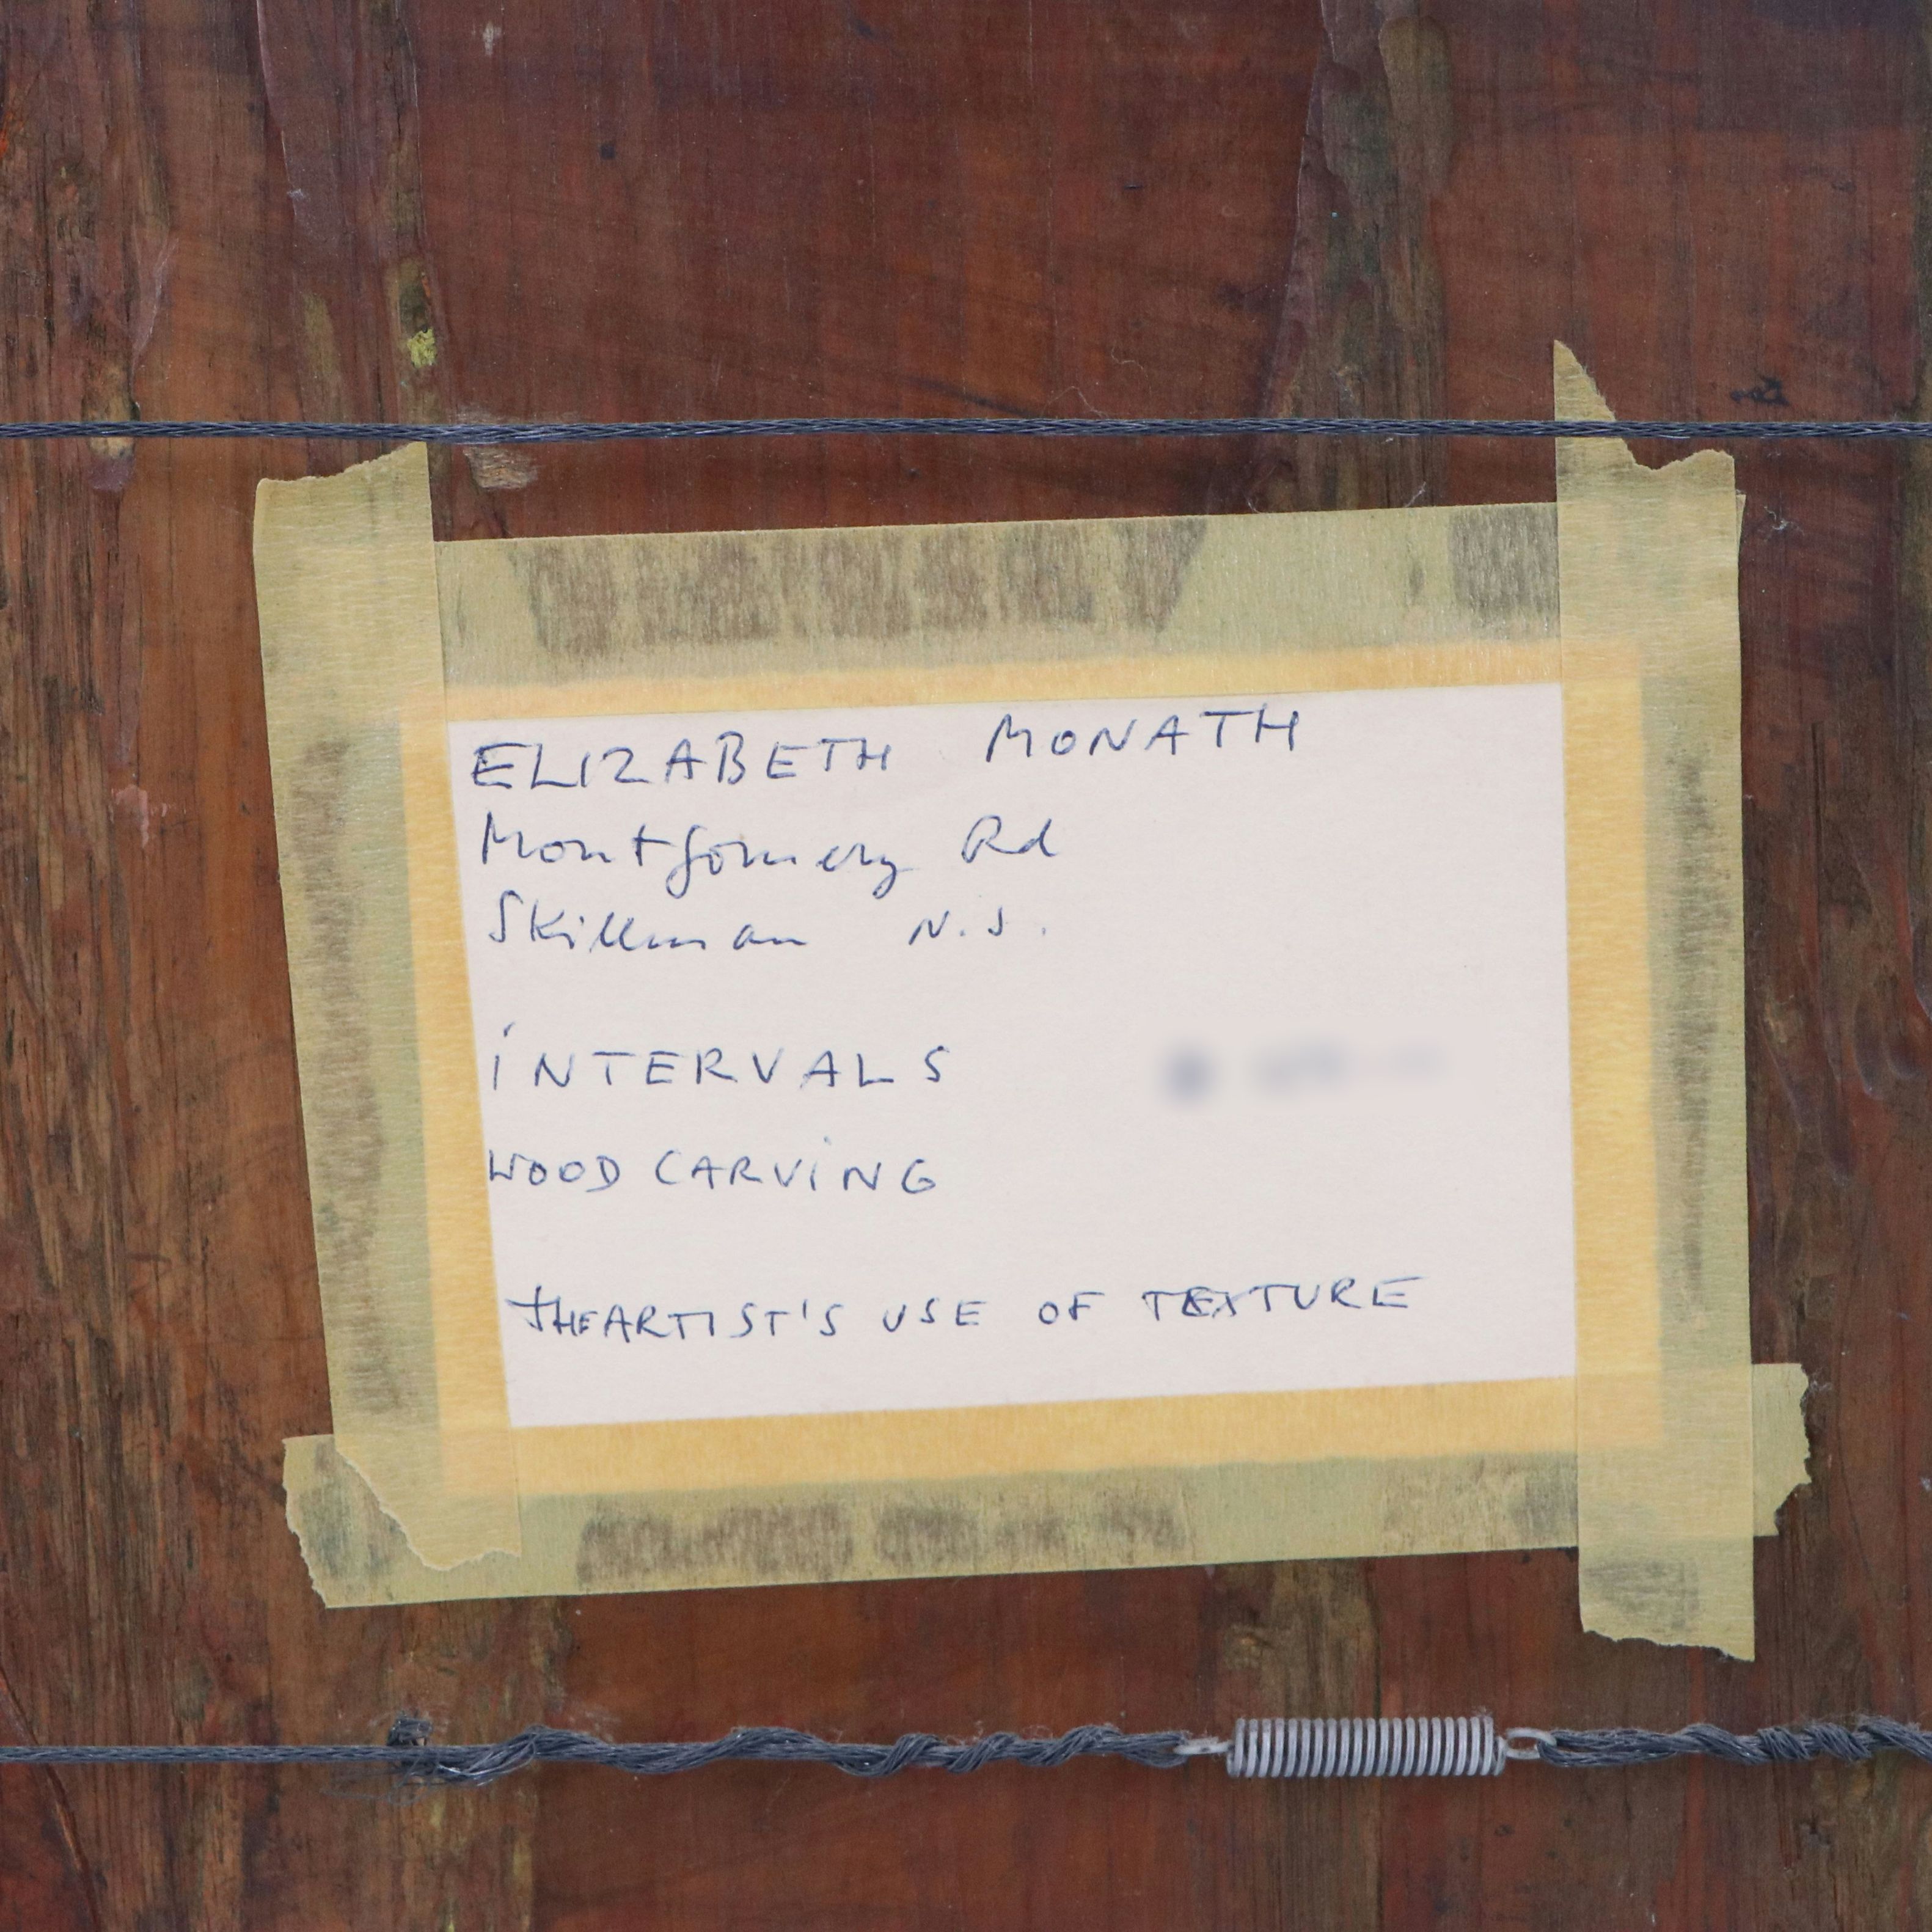 ELIZABETH MONATH
Montgomery Rd
Skillman N.J.
INTERVALS
WOOD CARVING
THE ARTIST'S USE OF TEXTURE